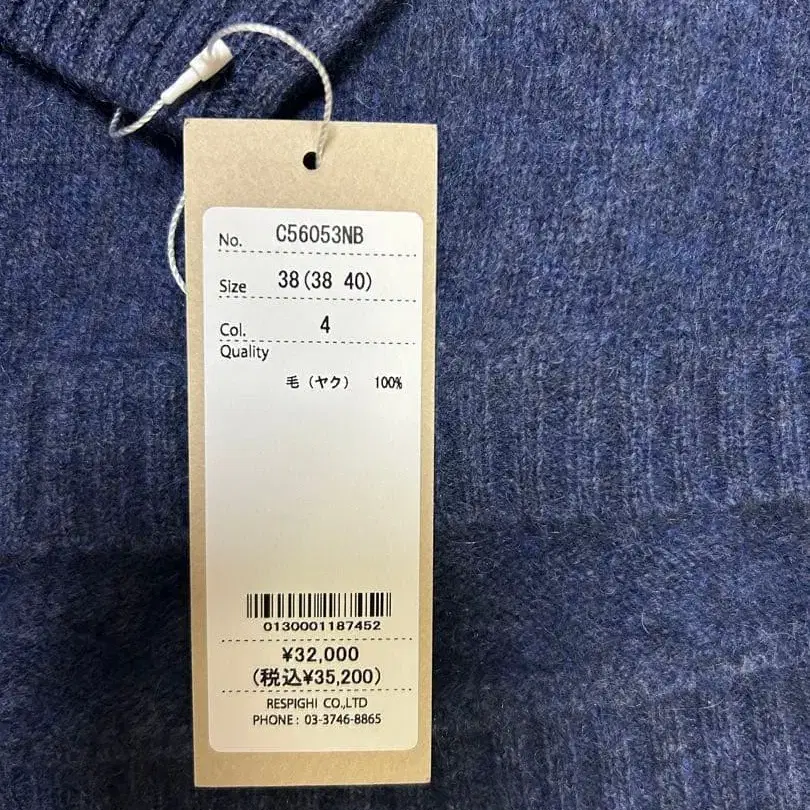 No. C56053NB
Size 38(38 40)
Col. 4
Quality
毛(ヤク) 100%
0130001187452
¥32,000
(税込¥35,200)
RESPIGHI CO.,LTD
PHONE: 03-3746-8865